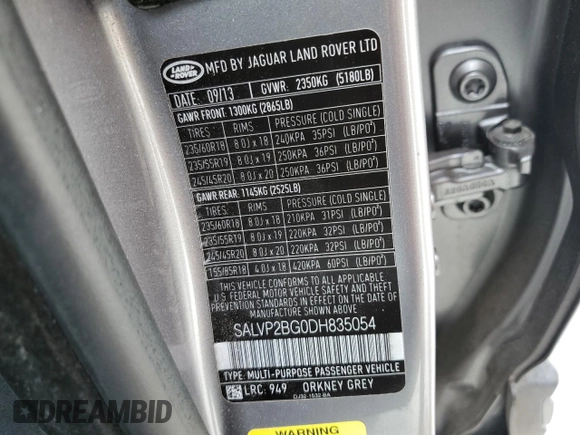 LAND ROVER
MFD BY JAGUAR LAND ROVER LTD
DATE: 09/13 GVWR: 2350KG (5180LB)
GAWR FRONT: 1300KG (2865LB)
TIRES RIMS PRESSURE (COLD SINGLE)
235/60R18 8.0J x 18 240KPA 35PSI (LB/PO²)
235/55R19 8.0J x 19 250KPA 36PSI (LB/PO²)
245/45R20 8.0J x 20 250KPA 36PSI (LB/PO²)
GAWR REAR: 1145KG (2525LB)
TIRES RIMS PRESSURE (COLD SINGLE)
235/60R18 8.0J x 18 210KPA 31PSI (LB/PO²)
235/55R19 8.0J x 19 220KPA 32PSI (LB/PO²)
245/45R20 8.0J x 20 220KPA 32PSI (LB/PO²)
155/85R18 4.0J x 18 420KPA 60PSI (LB/PO²)
THIS VEHICLE CONFORMS TO ALL APPLICABLE
U.S. FEDERAL MOTOR VEHICLE SAFETY AND
THEFT PREVENTION STANDARDS IN EFFECT ON
THE DATE OF MANUFACTURE SHOWN ABOVE.
SALVP2BG0DH835054
TYPE: MULTI-PURPOSE PASSENGER VEHICLE
LRC: 949 ORKNEY GREY
DJ32-1532-BA
WARNING:
DREAMBID